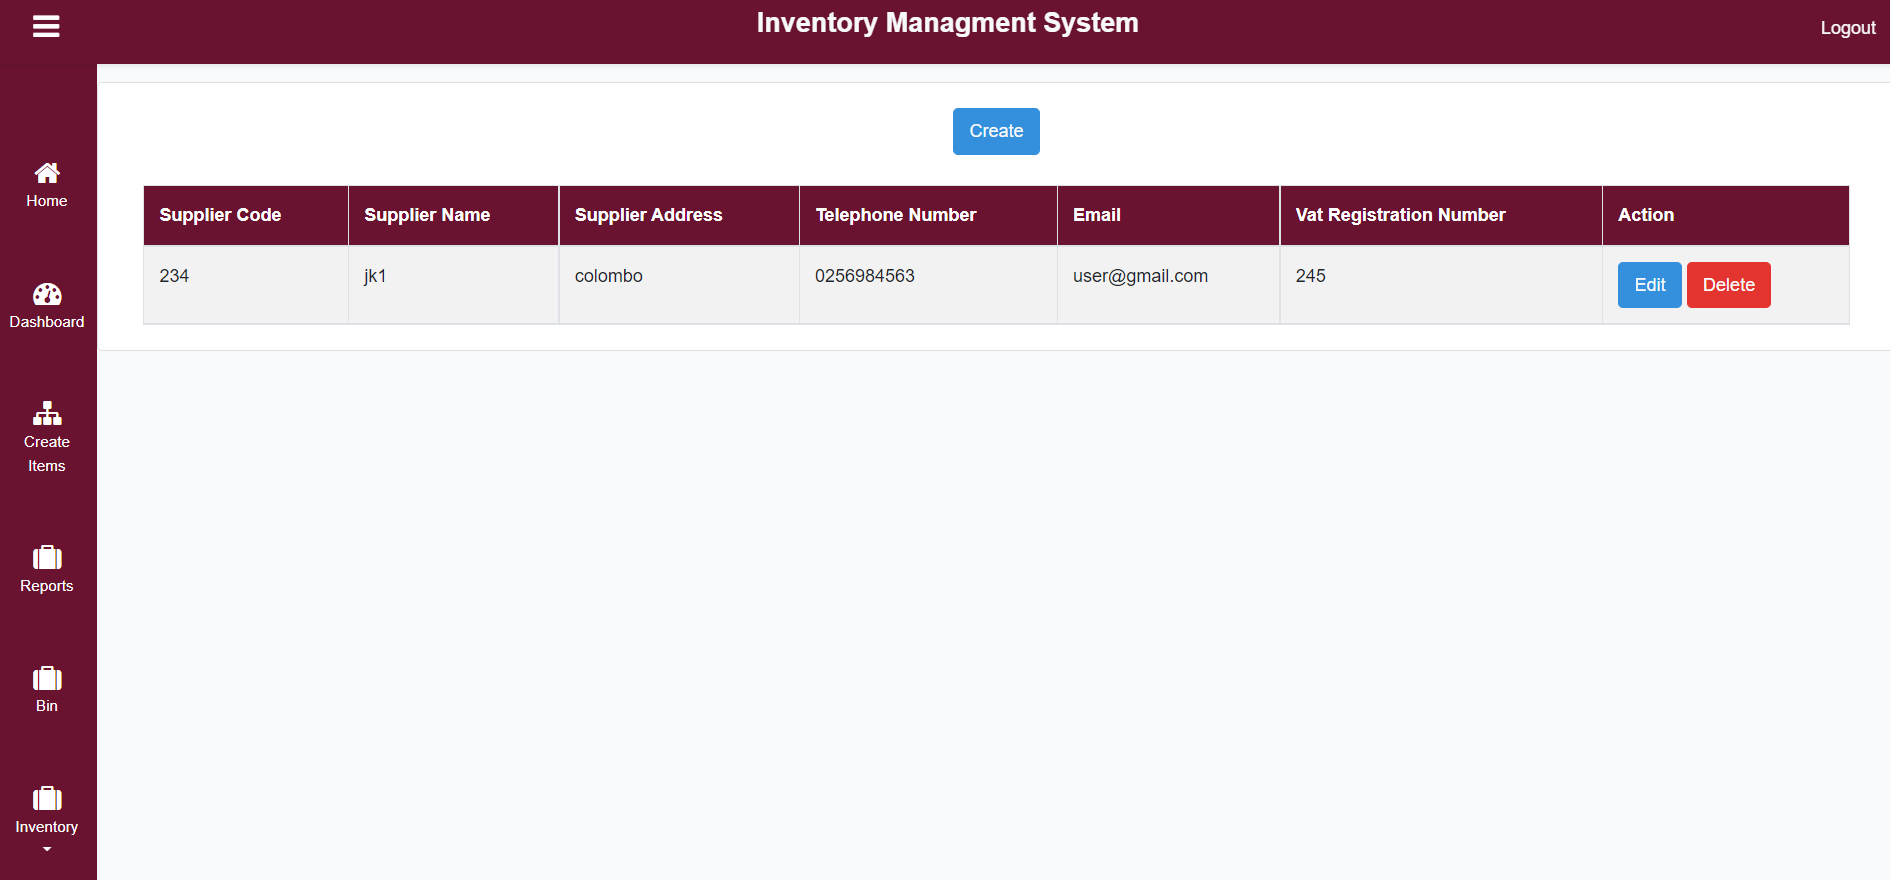 Inventory Managment System
Logout
Home
Dashboard
Create
Items
Reports
Bin
Inventory
Create
Supplier Code Supplier Name Supplier Address Telephone Number Email Vat Registration Number Action
234 jk1 colombo 0256984563 user@gmail.com 245 Edit Delete